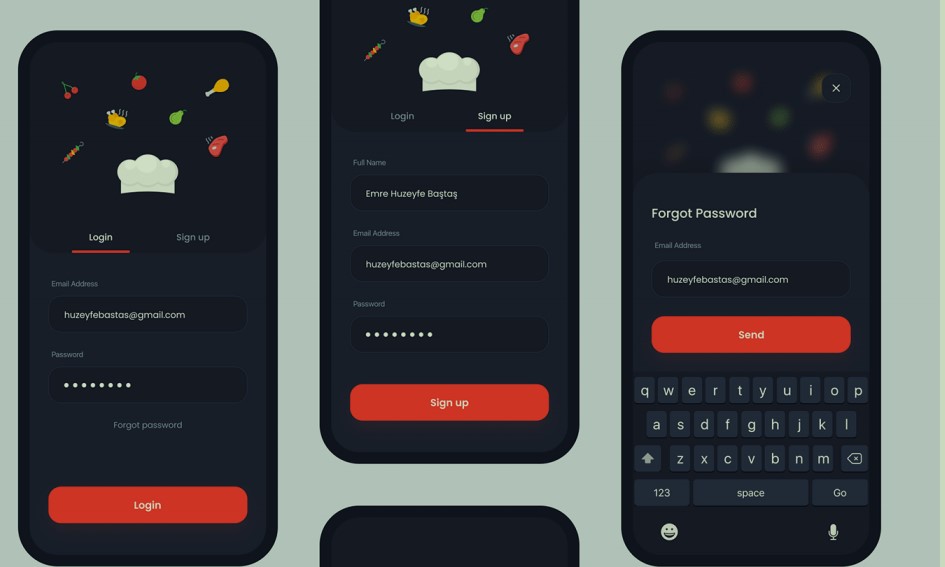 Login
Sign up
Email Address
huzeyfebastas@gmail.com
Password
Forgot password
Login
Login
Sign up
Full Name
Emre Huzeyfe Baştaş
Email Address
huzeyfebastas@gmail.com
Password
Sign up
Forgot Password
Email Address
huzeyfebastas@gmail.com
Send
q w e r t y u i o p
a s d f g h j k l
z x c v b n m
123 space Go